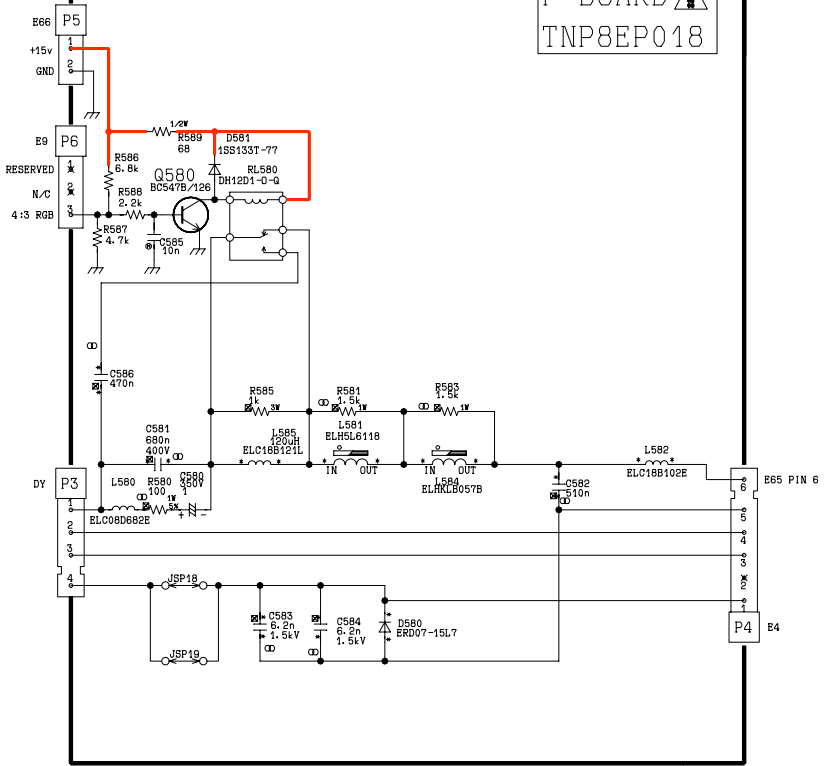 TNP8EP018
E66 P5
1
+15v
2
GND
E9 P6
1
RESERVED
2
N/C
3
4:3 RGB
1/2W
R589
68
D581
1SS133T-77
R586
6.8k
Q580
BC547B/126
RL580
DH12D1-0-Q
R588
2.2k
R587
4.7k
C585
10n
C586
470n
R585
1k
3W
R581
1.5k
1W
R583
1.5k
1W
L581
ELH5L6118
C581
680n
400V
L585
120uH
ELC18B121L
IN OUT
IN OUT
L584
ELHKLB057B
L582
ELC18B102E
DY P3
1
2
3
4
L580
ELC08D682E
R580
100
1W
5%
C580
350V
1
+ -
C582
510n
E65 PIN 6
6
5
4
3
2
1
P4 E4
JSP18
JSP19
C583
6.2n
1.5kV
C584
6.2n
1.5kV
D580
ERD07-15L7